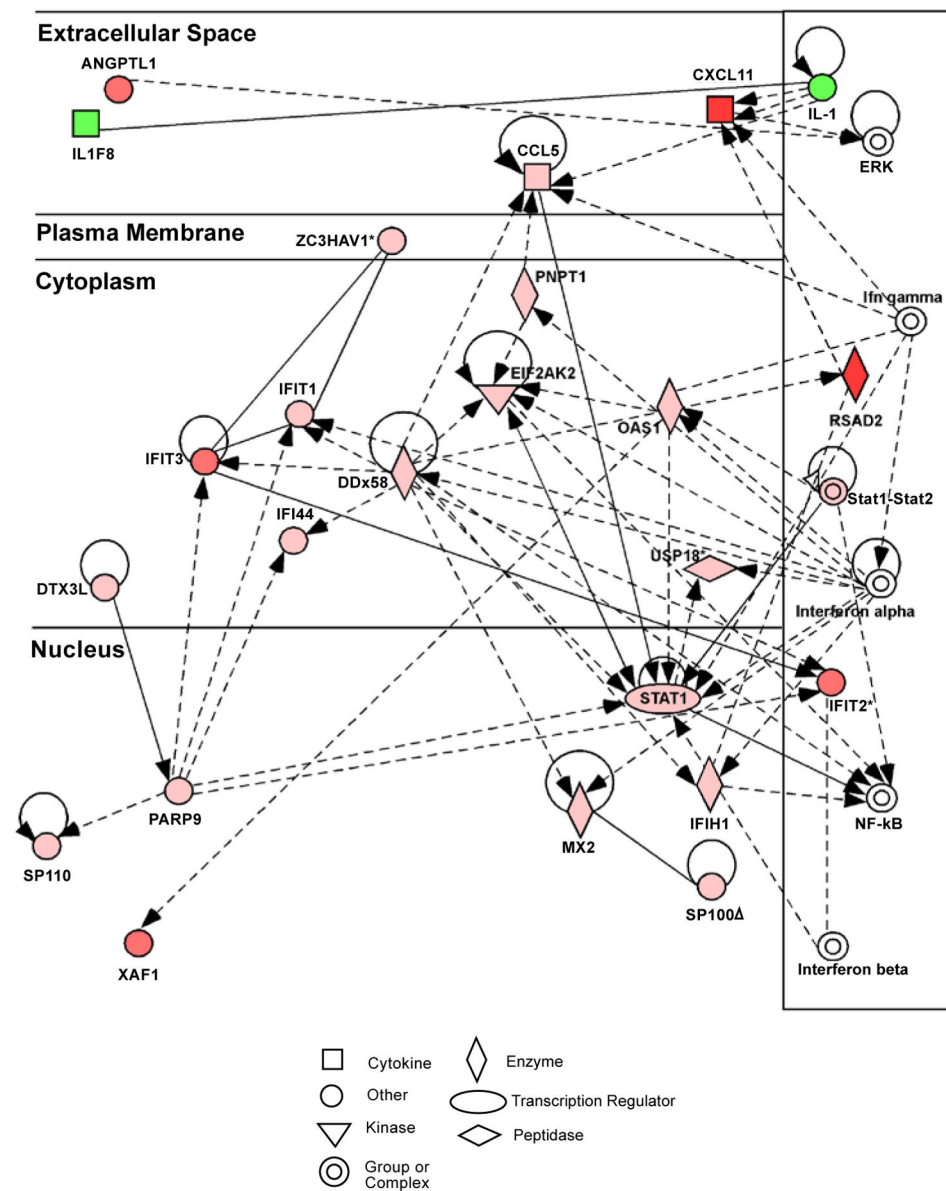 Extracellular Space
ANGPTL1
CXCL11
IL1F8
IL-1
CCL5
ERK
Plasma Membrane
ZC3HAV1*
Cytoplasm
PNPT1
Ifn gamma
EIF2AK2
IFIT1
OAS1
RSAD2
IFIT3
DDx58
Stat1-Stat2
IFI44
USP18*
DTX3L
Interferon alpha
Nucleus
STAT1
IFIT2*
PARP9
IFIH1
NF-kB
MX2
SP110
SP100Δ
XAF1
Interferon beta
Cytokine
Enzyme
Other
Transcription Regulator
Kinase
Peptidase
Group or
Complex